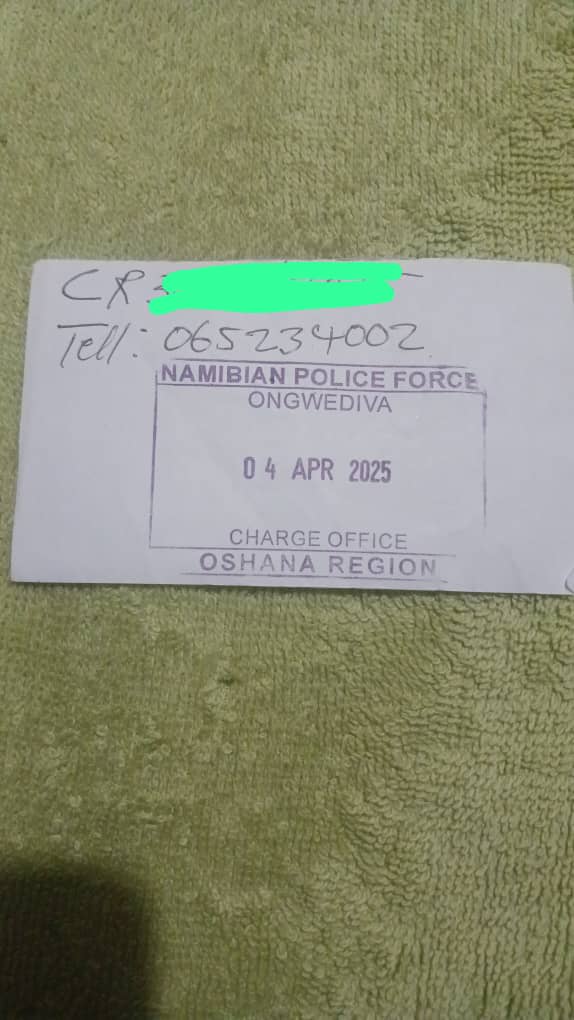 CR
Tell: 065234002
NAMIBIAN POLICE FORCE
ONGWEDIVA
04 APR 2025
CHARGE OFFICE
OSHANA REGION